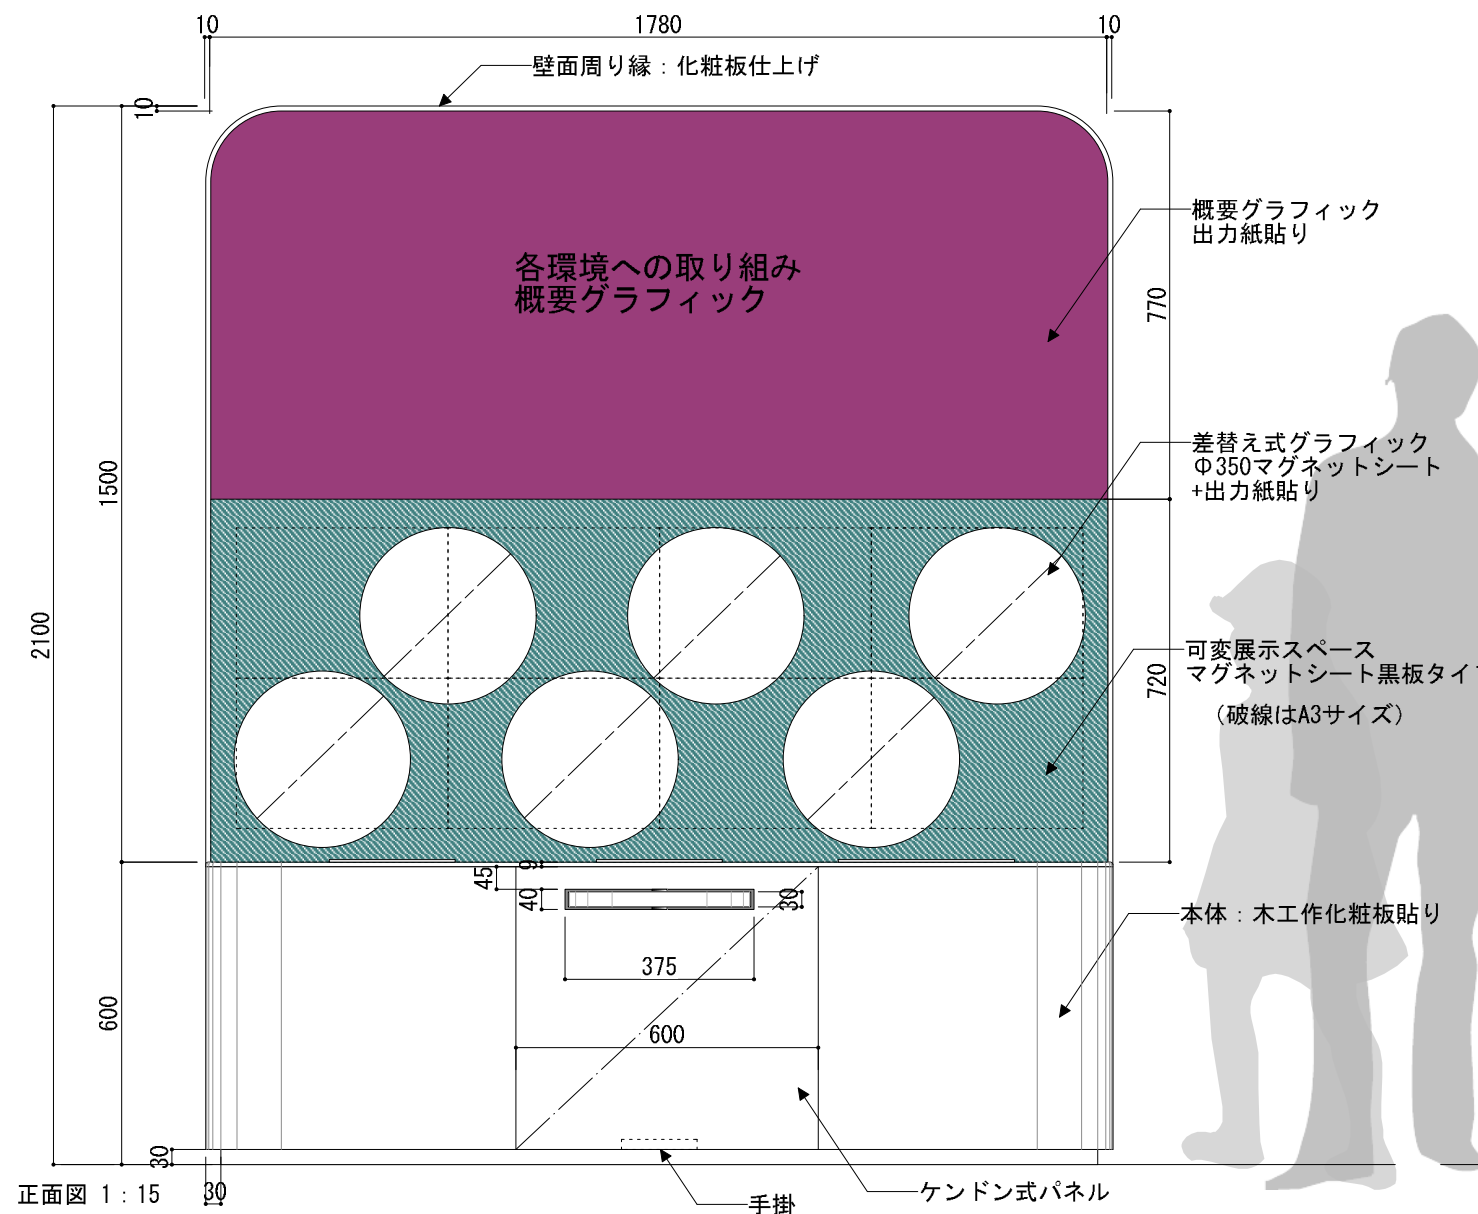 10
1780
10
壁面周り縁：化粧板仕上げ
10
概要グラフィック
出力紙貼り
各環境への取り組み
概要グラフィック
770
差替え式グラフィック
Φ350マグネットシート
+出力紙貼り
1500
2100
可変展示スペース
マグネットシート黒板タイプ
（破線はA3サイズ）
720
9
45
40
30
本体：木工作化粧板貼り
375
600
600
30
正面図 1：15
30
手掛
ケンドン式パネル